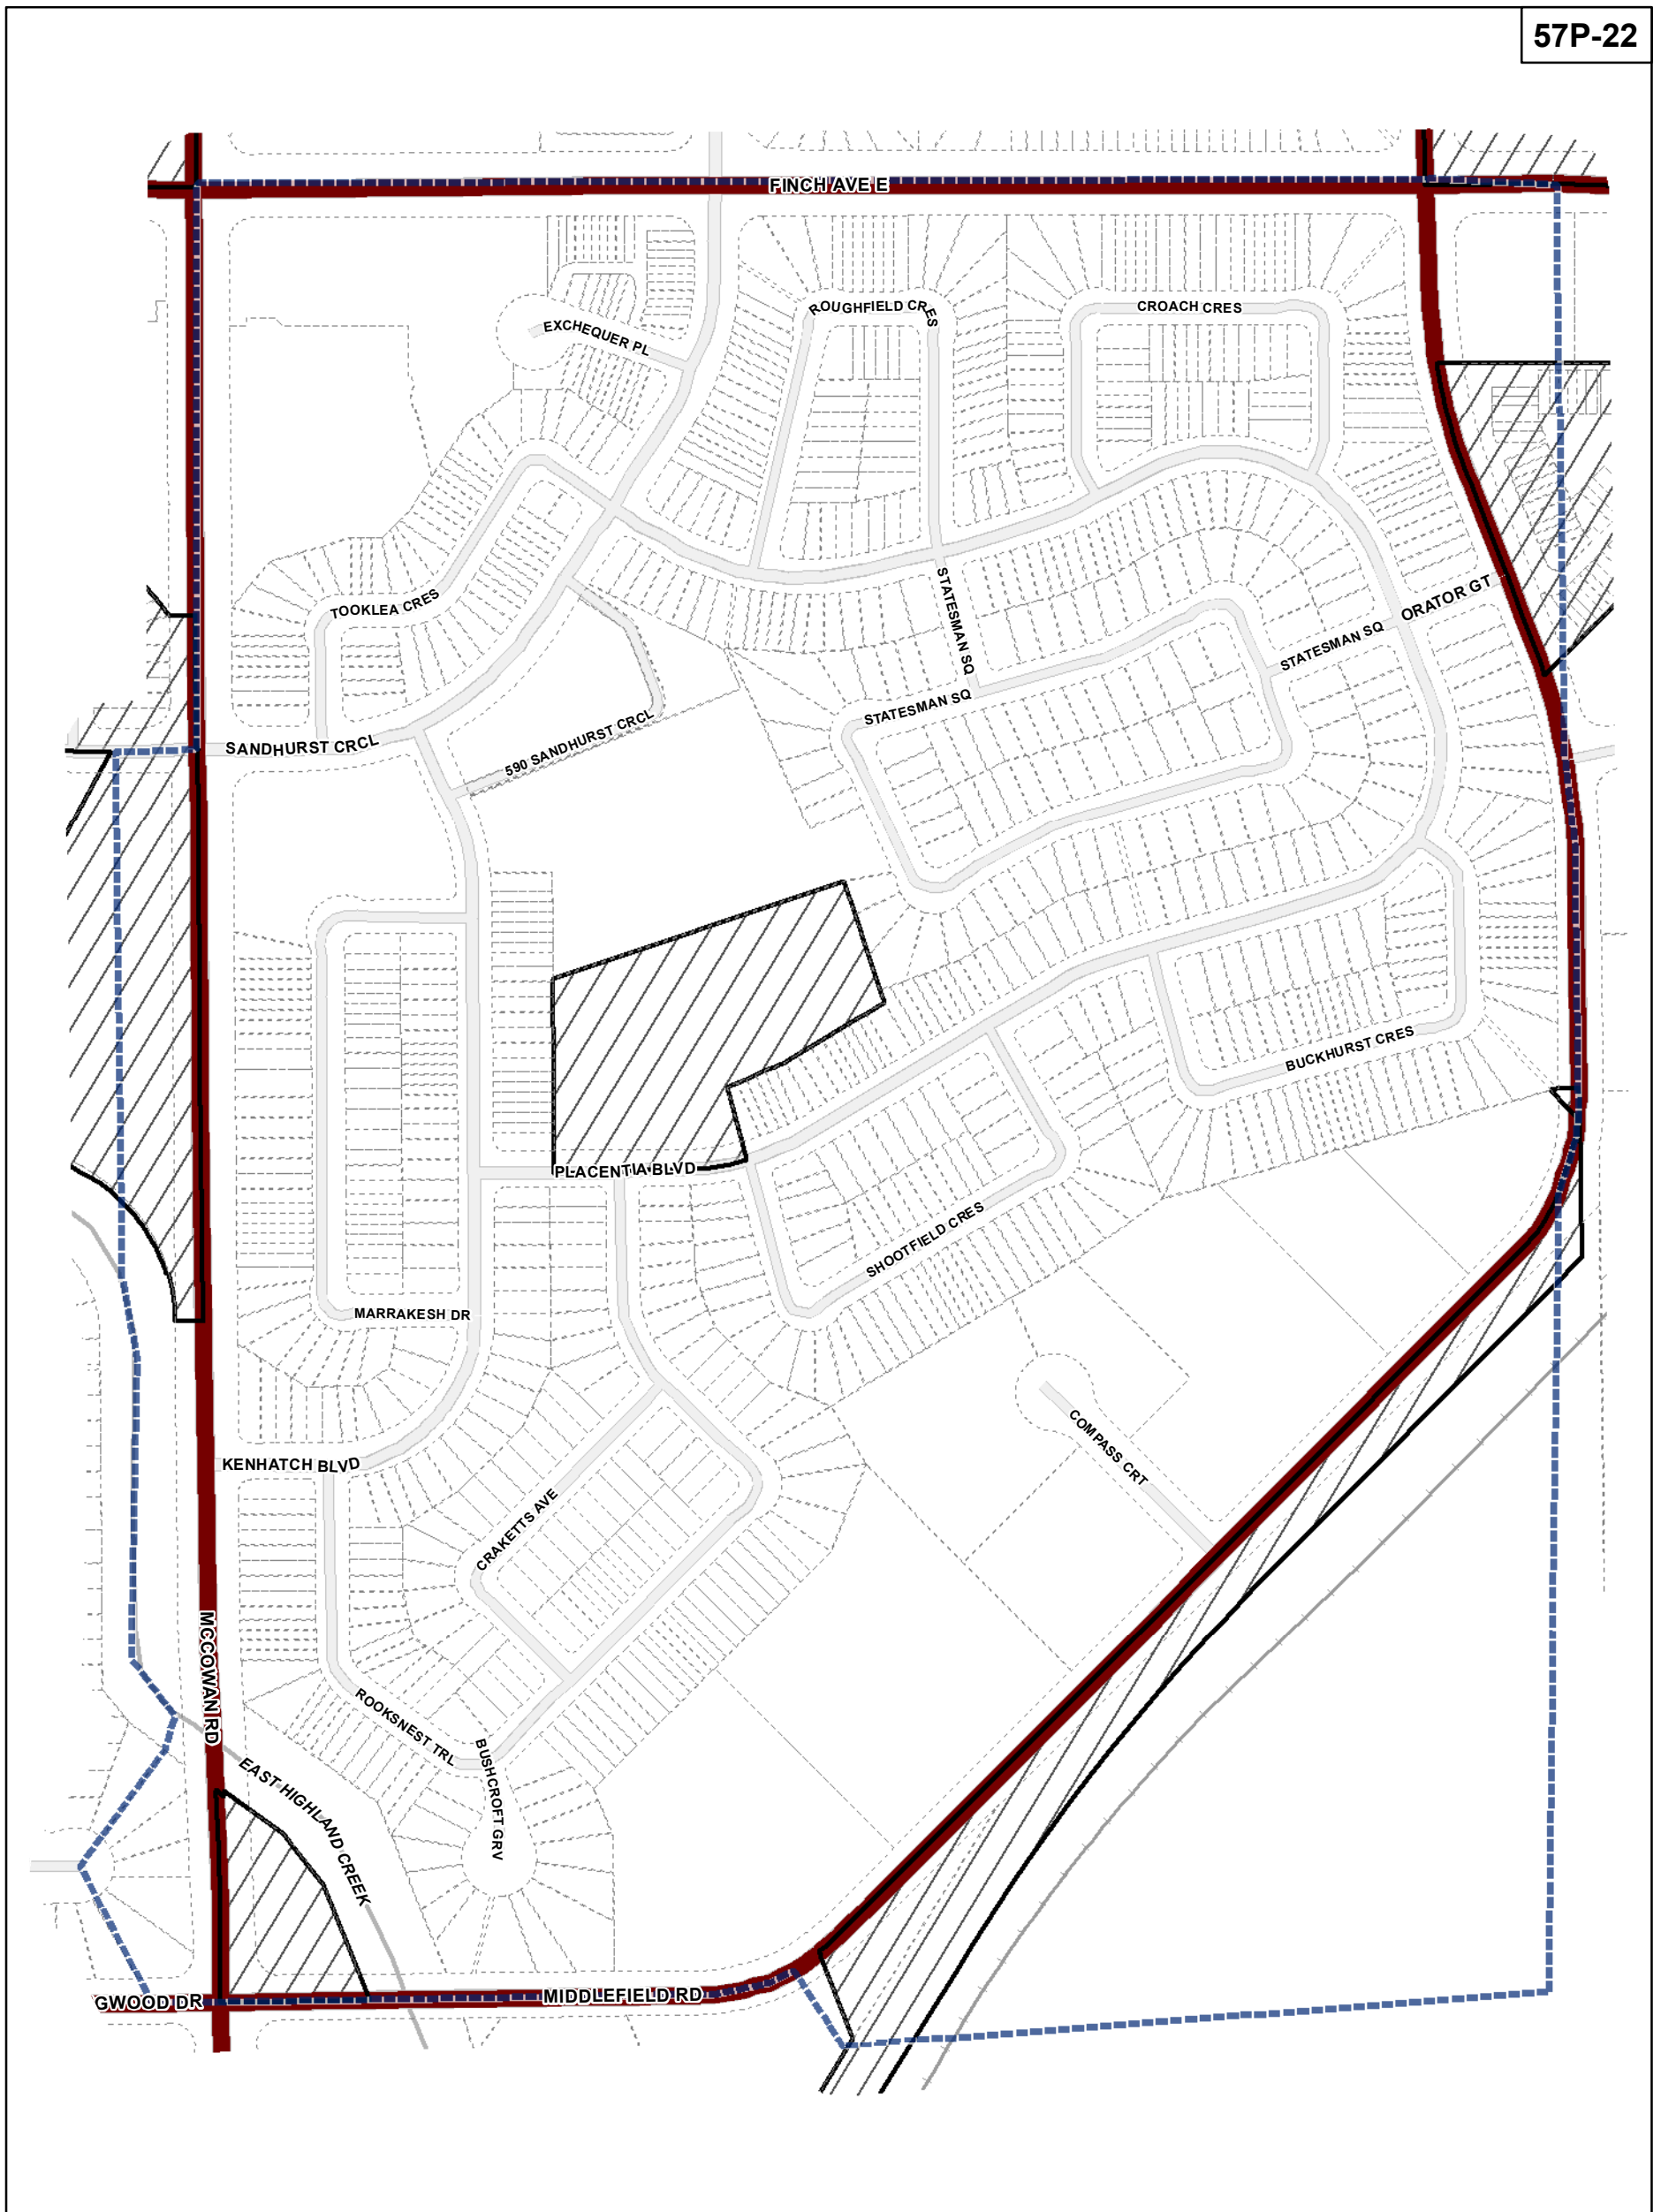 57P-22
FINCH AVE E
ROUGHFIELD CRES
CROACH CRES
EXCHEQUER PL
TOOKLEA CRES
STATESMAN SQ
ORATOR GT
STATESMAN SQ
STATESMAN SQ
SANDHURST CRCL
590 SANDHURST CRCL
BUCKHURST CRES
PLACENTIA BLVD
SHOOTFIELD CRES
MARRAKESH DR
COMPASS CRT
KENHATCH BLVD
CRAKETTS AVE
MCCOWAN RD
ROOKSNEST TRL
BUSHCROFT GRV
EAST HIGHLAND CREEK
GWOOD DR
MIDDLEFIELD RD